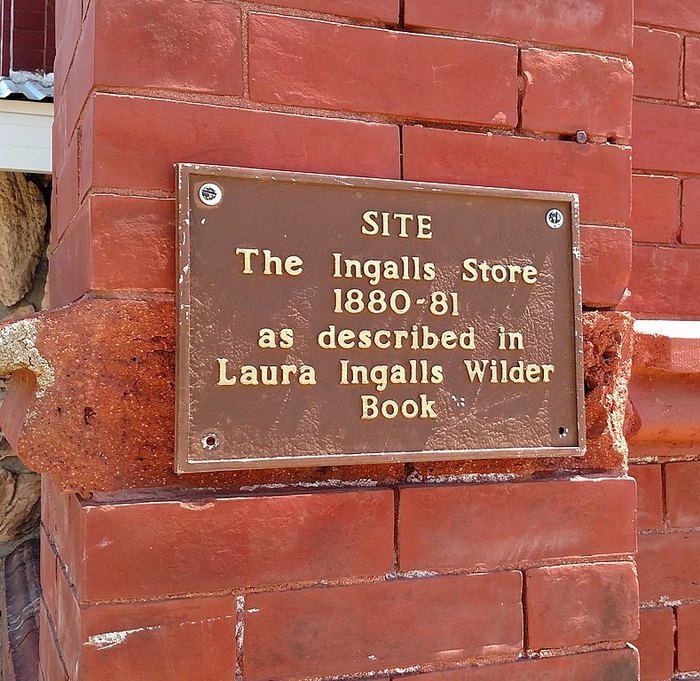 SITE
The Ingalls Store
1880-81
as described in
Laura Ingalls Wilder
Book